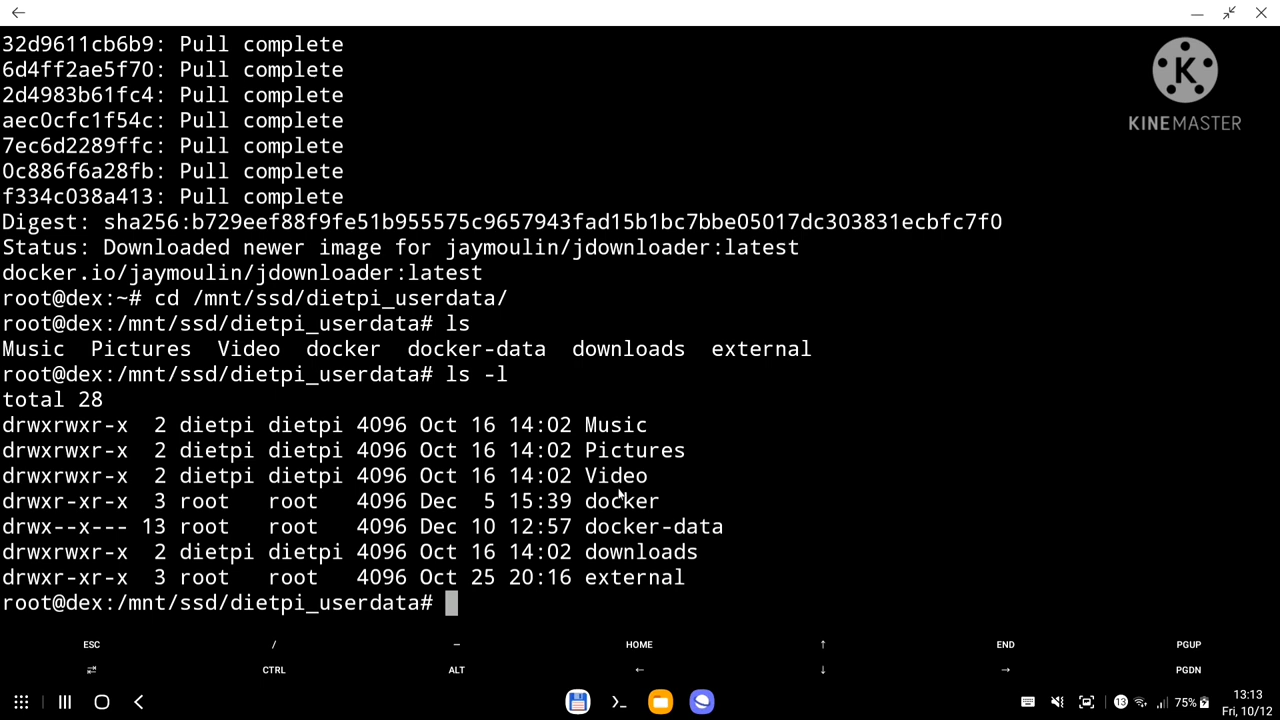 32d9611cb6b9: Pull complete
6d4ff2ae5f70: Pull complete
2d4983b61fc4: Pull complete
aec0cfc1f54c: Pull complete
7ec6d2289ffc: Pull complete
0c886f6a28fb: Pull complete
f334c038a413: Pull complete
Digest: sha256:b729eef88f9fe51b955575c9657943fad15b1bc7bbe05017dc303831ecbfc7f0
Status: Downloaded newer image for jaymoulin/jdownloader:latest
docker.io/jaymoulin/jdownloader:latest
root@dex:~# cd /mnt/ssd/dietpi_userdata/
root@dex:/mnt/ssd/dietpi_userdata# ls
Music  Pictures  Video  docker  docker-data  downloads  external
root@dex:/mnt/ssd/dietpi_userdata# ls -l
total 28
drwxrwxr-x  2 dietpi dietpi 4096 Oct 16 14:02 Music
drwxrwxr-x  2 dietpi dietpi 4096 Oct 16 14:02 Pictures
drwxrwxr-x  2 dietpi dietpi 4096 Oct 16 14:02 Video
drwxr-xr-x  3 root   root   4096 Dec  5 15:39 docker
drwx--x--- 13 root   root   4096 Dec 10 12:57 docker-data
drwxrwxr-x  2 dietpi dietpi 4096 Oct 16 14:02 downloads
drwxr-xr-x  3 root   root   4096 Oct 25 20:16 external
root@dex:/mnt/ssd/dietpi_userdata#
K
KINEMASTER
ESC / — HOME ↑ END PGUP
⇄ CTRL ALT ← ↓ → PGDN
13 75% 13:13
Fri, 10/12